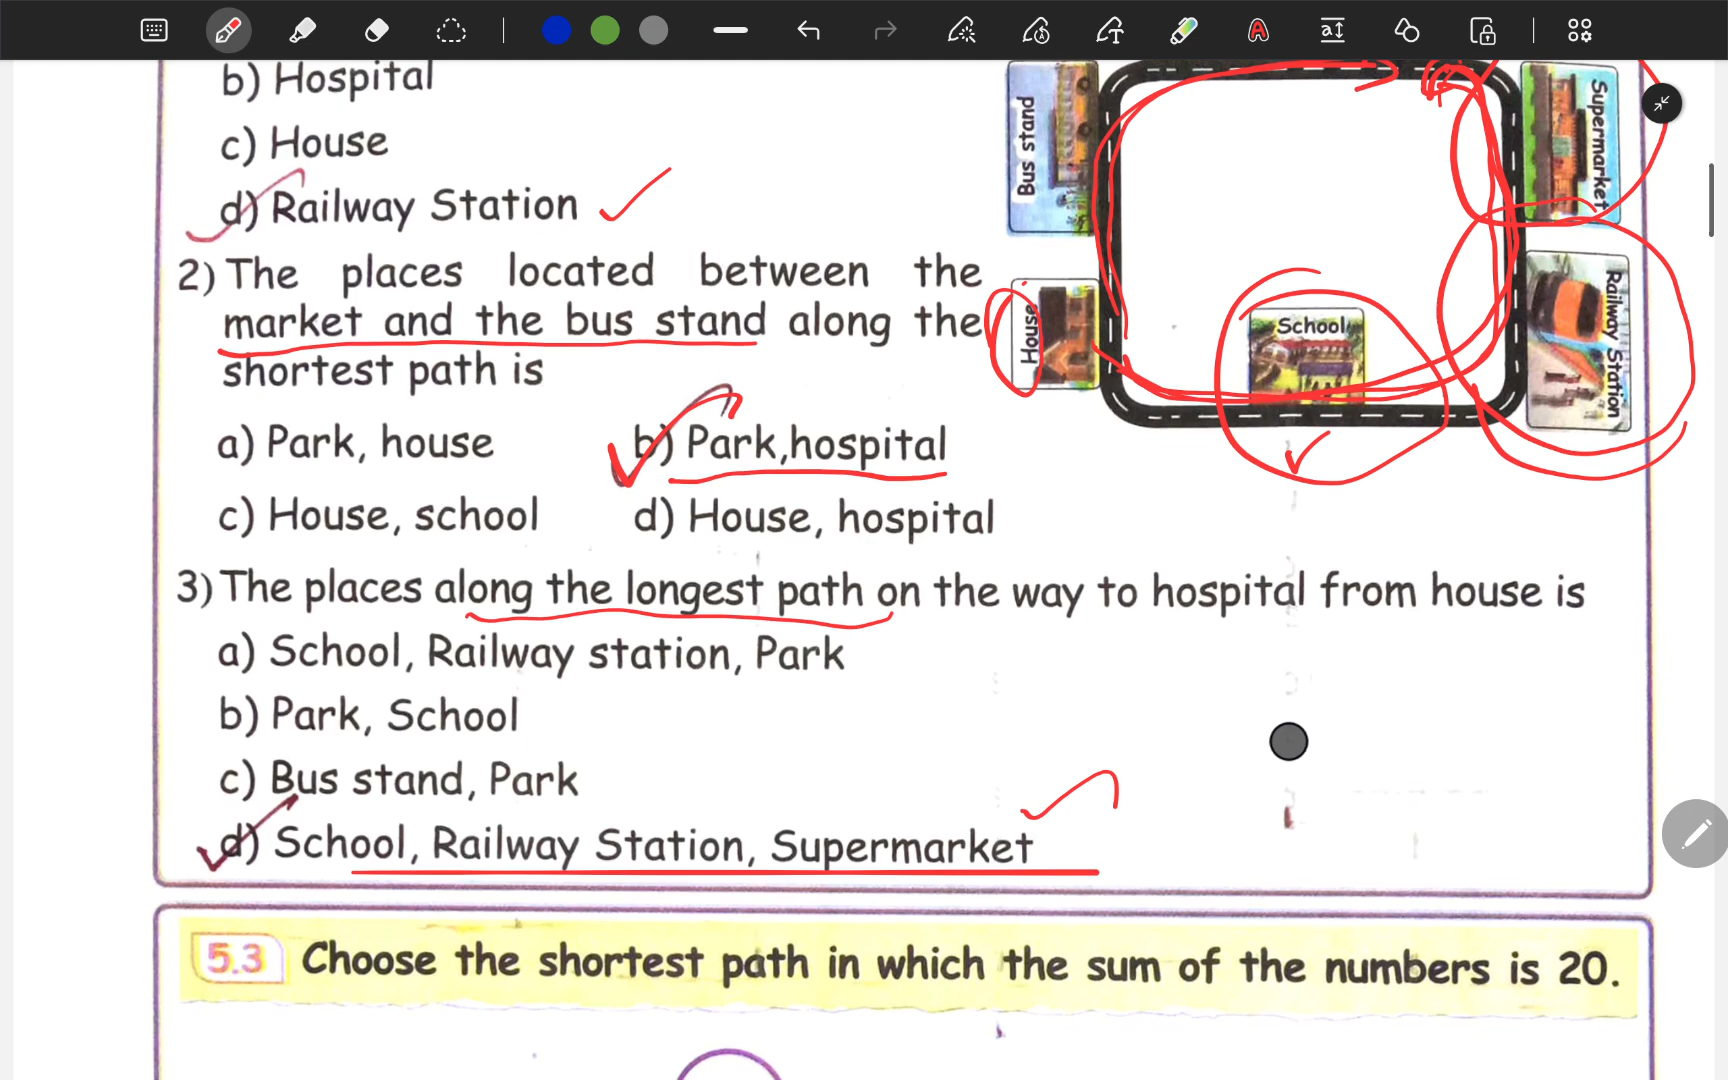 b) Hospital
c) House
d) Railway Station
2) The places located between the
market and the bus stand along the
shortest path is
a) Park, house
b) Park,hospital
c) House, school
d) House, hospital
Bus stand
House
School
Supermarket
Railway Station
3) The places along the longest path on the way to hospital from house is
a) School, Railway station, Park
b) Park, School
c) Bus stand, Park
d) School, Railway Station, Supermarket
5.3 Choose the shortest path in which the sum of the numbers is 20.